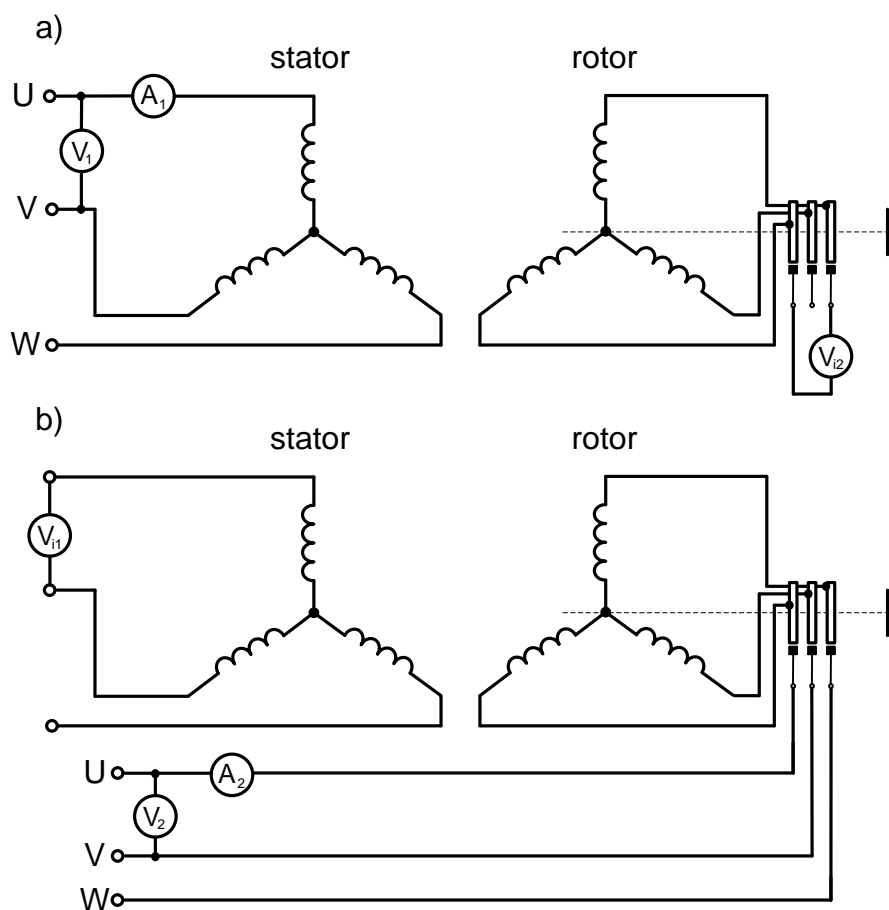 a)
stator rotor
U A1
V1
V
W
Vi2
b)
stator rotor
Vi1
U A2
V2
V
W